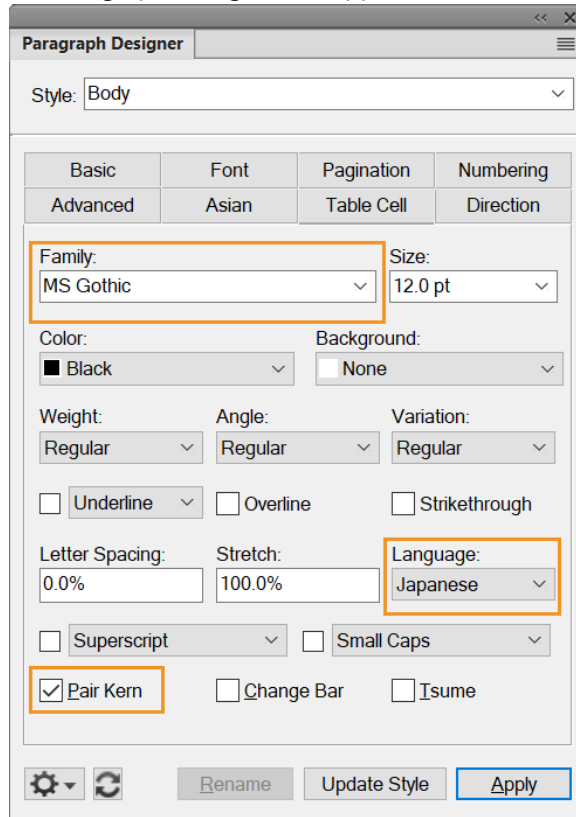 Paragraph Designer
Style: Body
Basic Font Pagination Numbering
Advanced Asian Table Cell Direction
Family: Size:
MS Gothic 12.0 pt
Color: Background:
Black None
Weight: Angle: Variation:
Regular Regular Regular
Underline Overline Strikethrough
Letter Spacing: Stretch: Language:
0.0% 100.0% Japanese
Superscript Small Caps
Pair Kern Change Bar Tsume
Rename Update Style Apply